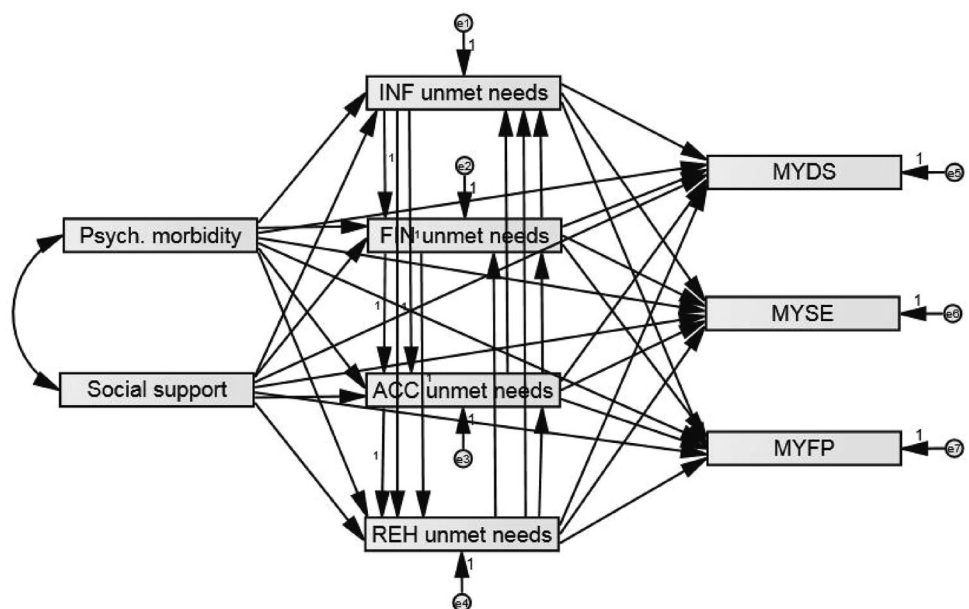 e1
1
INF unmet needs
1
e2
1
MYDS
1
e5
Psych. morbidity
FIN unmet needs
1
1
1
MYSE
1
e6
Social support
ACC unmet needs
1
1
e3
1
MYFP
1
e7
REH unmet needs
1
e4